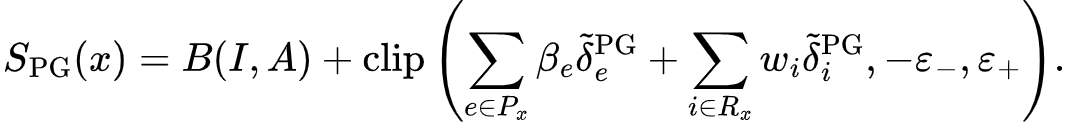 S_PG(x) = B(I, A) + clip ( ∑_{e∈P_x} β_e δ̃_e^PG + ∑_{i∈R_x} w_i δ̃_i^PG, −ε_−, ε_+ ).